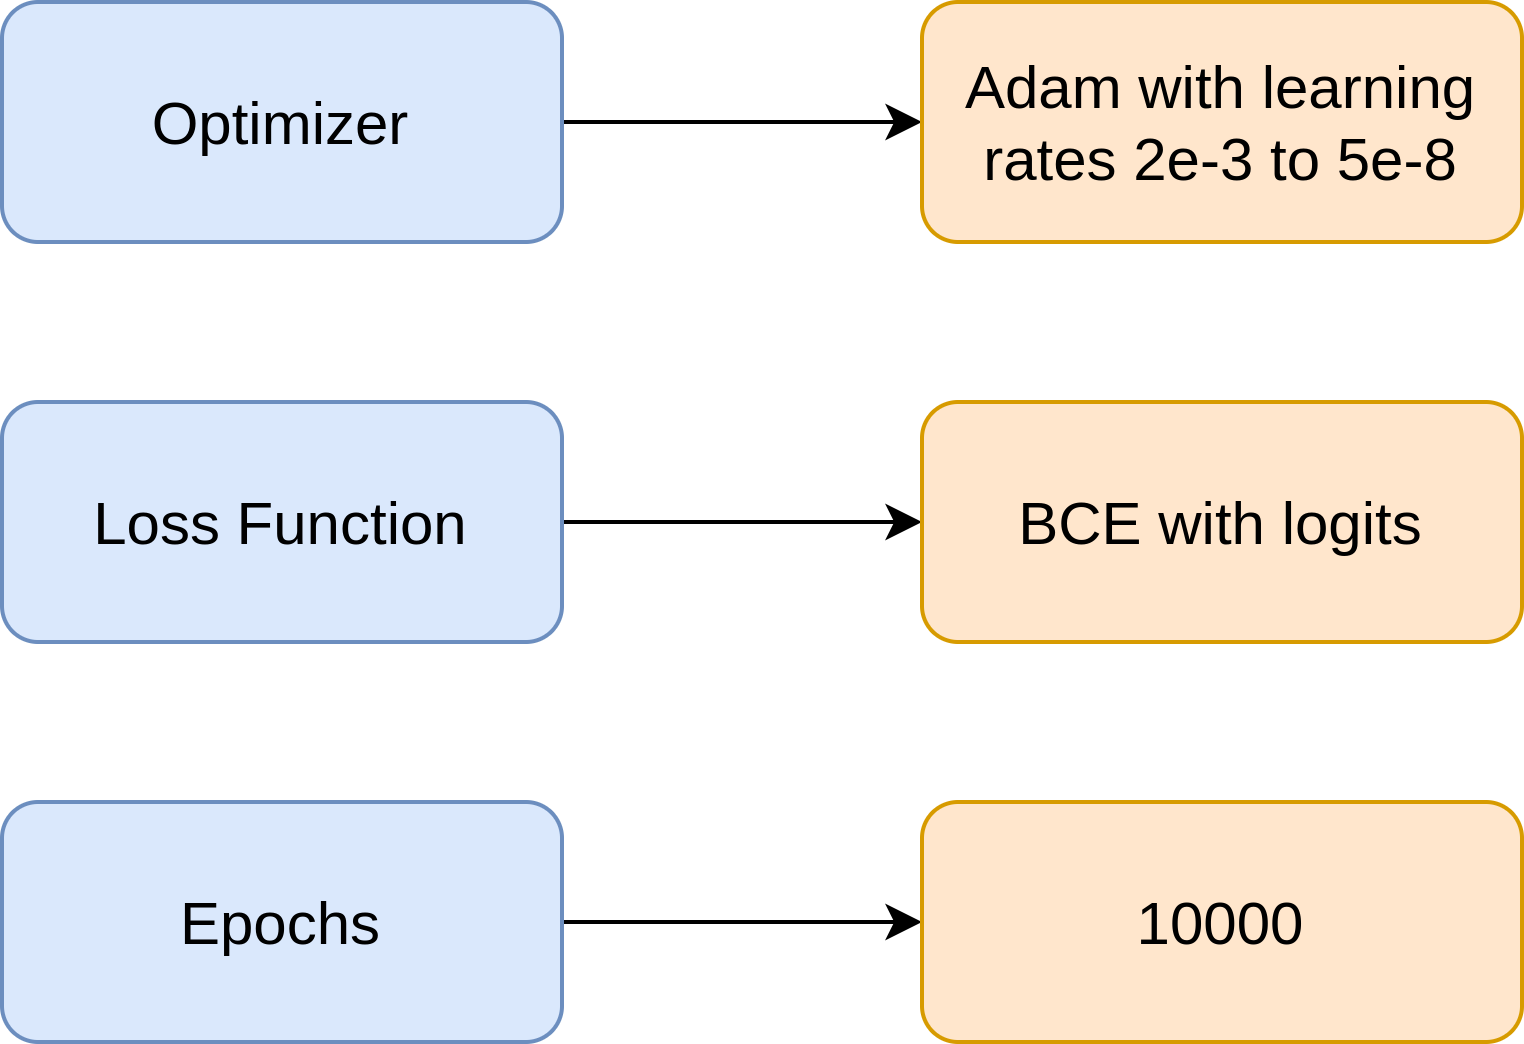 Optimizer
Adam with learning
rates 2e-3 to 5e-8
Loss Function
BCE with logits
Epochs
10000